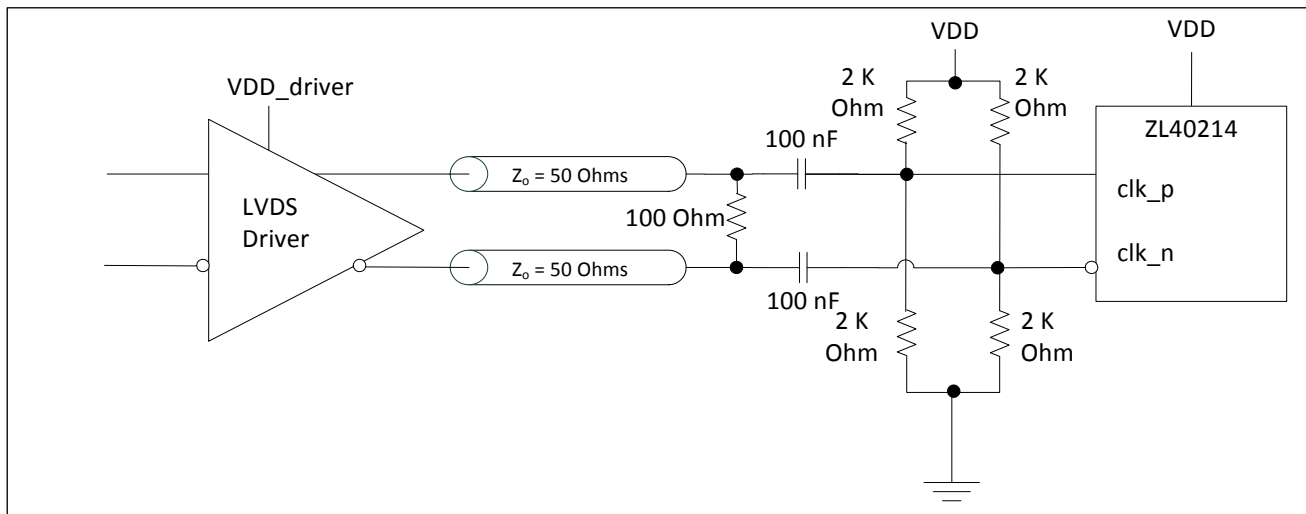 VDD
VDD
2 K
Ohm
2 K
Ohm
VDD_driver
ZL40214
100 nF
Zo = 50 Ohms
clk_p
LVDS
Driver
100 Ohm
clk_n
Zo = 50 Ohms
100 nF
2 K
Ohm
2 K
Ohm